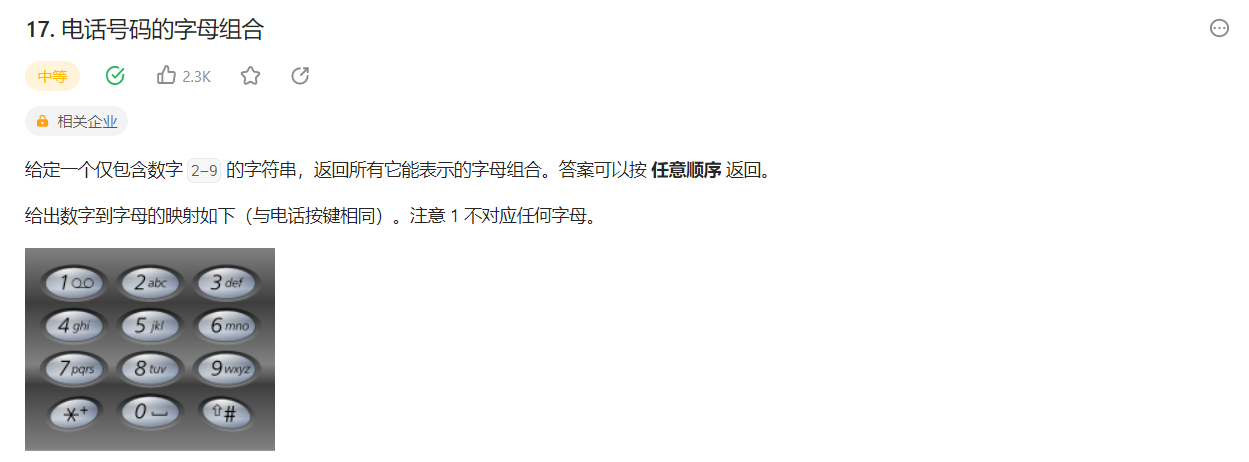 17. 电话号码的字母组合
中等 2.3K
相关企业
给定一个仅包含数字 2-9 的字符串，返回所有它能表示的字母组合。答案可以按 任意顺序 返回。
给出数字到字母的映射如下（与电话按键相同）。注意 1 不对应任何字母。
1 2 abc 3 def
4 ghi 5 jkl 6 mno
7 pqrs 8 tuv 9 wxyz
*+ 0 #